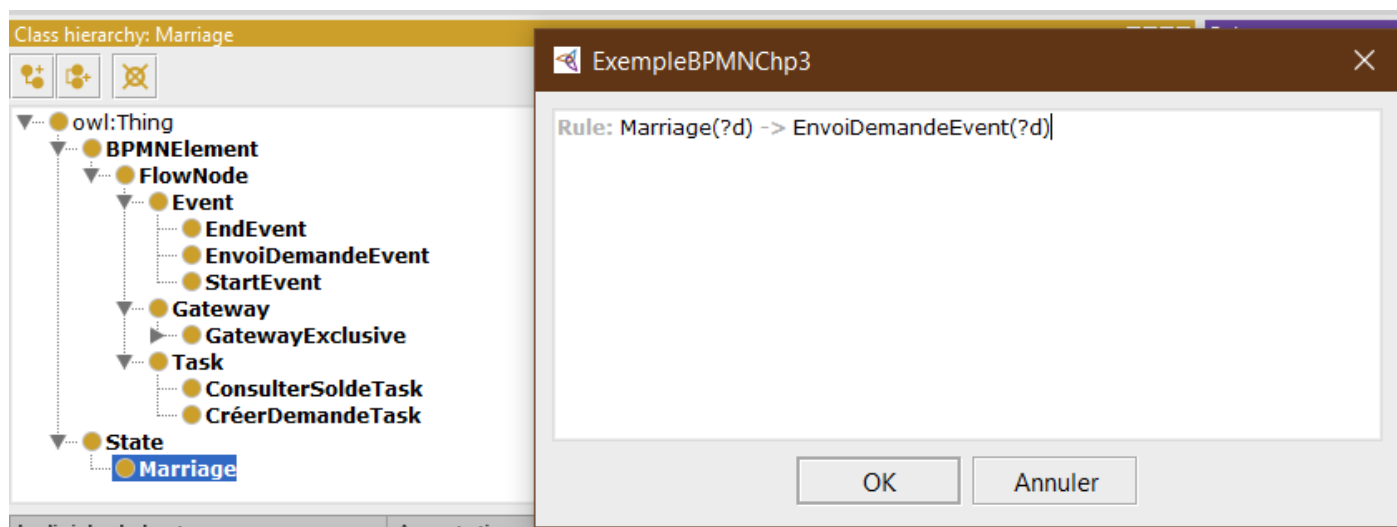 Class hierarchy: Marriage
ExempleBPMNChp3
owl:Thing
BPMNElement
FlowNode
Event
EndEvent
EnvoiDemandeEvent
StartEvent
Gateway
GatewayExclusive
Task
ConsulterSoldeTask
CréerDemandeTask
State
Marriage
Rule: Marriage(?d) -> EnvoiDemandeEvent(?d)
OK
Annuler